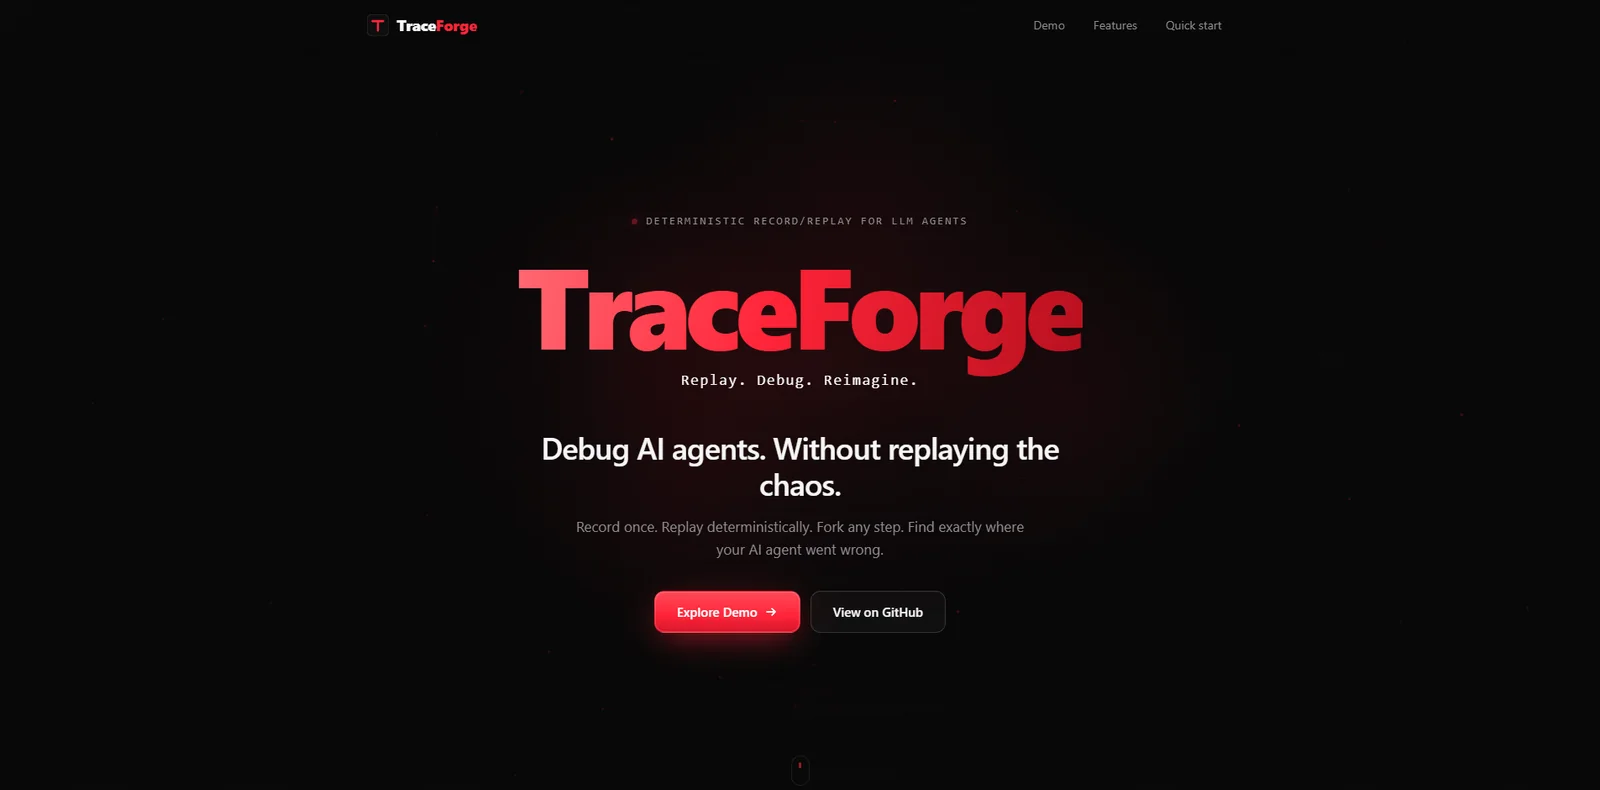 TraceForge
Demo Features Quick start
DETERMINISTIC RECORD/REPLAY FOR LLM AGENTS
TraceForge
Replay. Debug. Reimagine.
Debug AI agents. Without replaying the
chaos.
Record once. Replay deterministically. Fork any step. Find exactly where
your AI agent went wrong.
Explore Demo →
View on GitHub